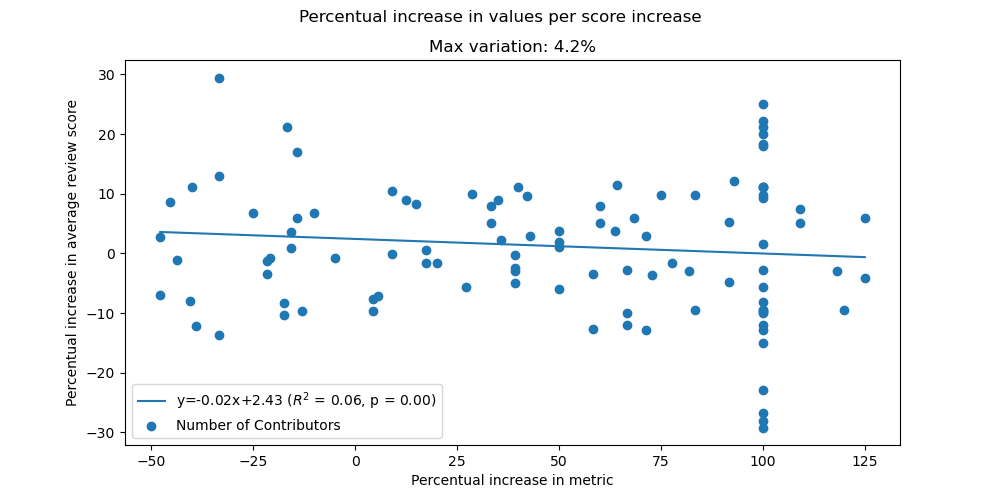 Percentual increase in values per score increase
Max variation: 4.2%
Percentual increase in average review score
30
20
10
0
−10
−20
−30
y=-0.02x+2.43 (R² = 0.06, p = 0.00)
Number of Contributors
−50
−25
0
25
50
75
100
125
Percentual increase in metric